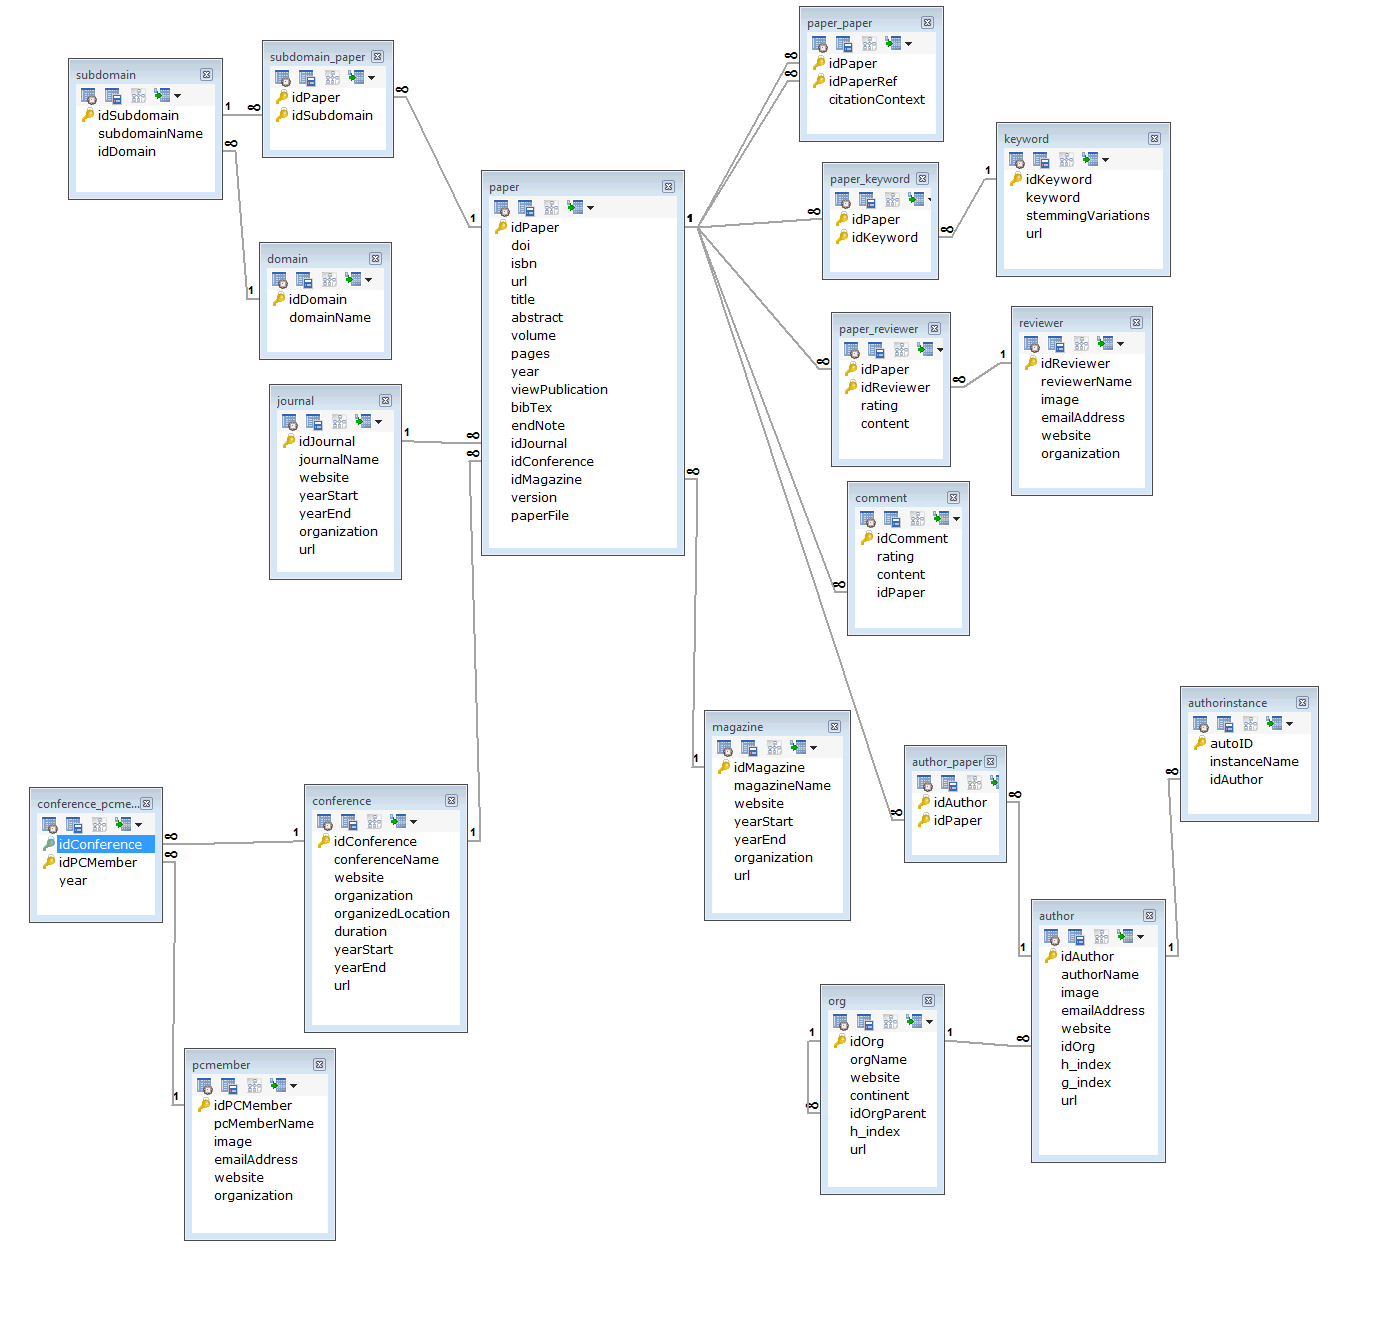 subdomain
idSubdomain
subdomainName
idDomain
subdomain_paper
idPaper
idSubdomain
domain
idDomain
domainName
journal
idJournal
journalName
website
yearStart
yearEnd
organization
url
paper
idPaper
doi
isbn
url
title
abstract
volume
pages
year
viewPublication
bibTex
endNote
idJournal
idConference
idMagazine
version
paperFile
paper_paper
idPaper
idPaperRef
citationContext
paper_keyword
idPaper
idKeyword
keyword
idKeyword
keyword
stemmingVariations
url
paper_reviewer
idPaper
idReviewer
rating
content
reviewer
idReviewer
reviewerName
image
emailAddress
website
organization
comment
idComment
rating
content
idPaper
magazine
idMagazine
magazineName
website
yearStart
yearEnd
organization
url
author_paper
idAuthor
idPaper
authorinstance
autoID
instanceName
idAuthor
conference_pcme...
idConference
idPCMember
year
conference
idConference
conferenceName
website
organization
organizedLocation
duration
yearStart
yearEnd
url
pcmember
idPCMember
pcMemberName
image
emailAddress
website
organization
org
idOrg
orgName
website
continent
idOrgParent
h_index
url
author
idAuthor
authorName
image
emailAddress
website
idOrg
h_index
g_index
url
1
∞
∞
1
∞
1
1
∞
∞
1
∞
1
1
∞
∞
∞
∞
1
∞
∞
1
∞
∞
∞
1
∞
1
1
∞
1
∞
∞
1